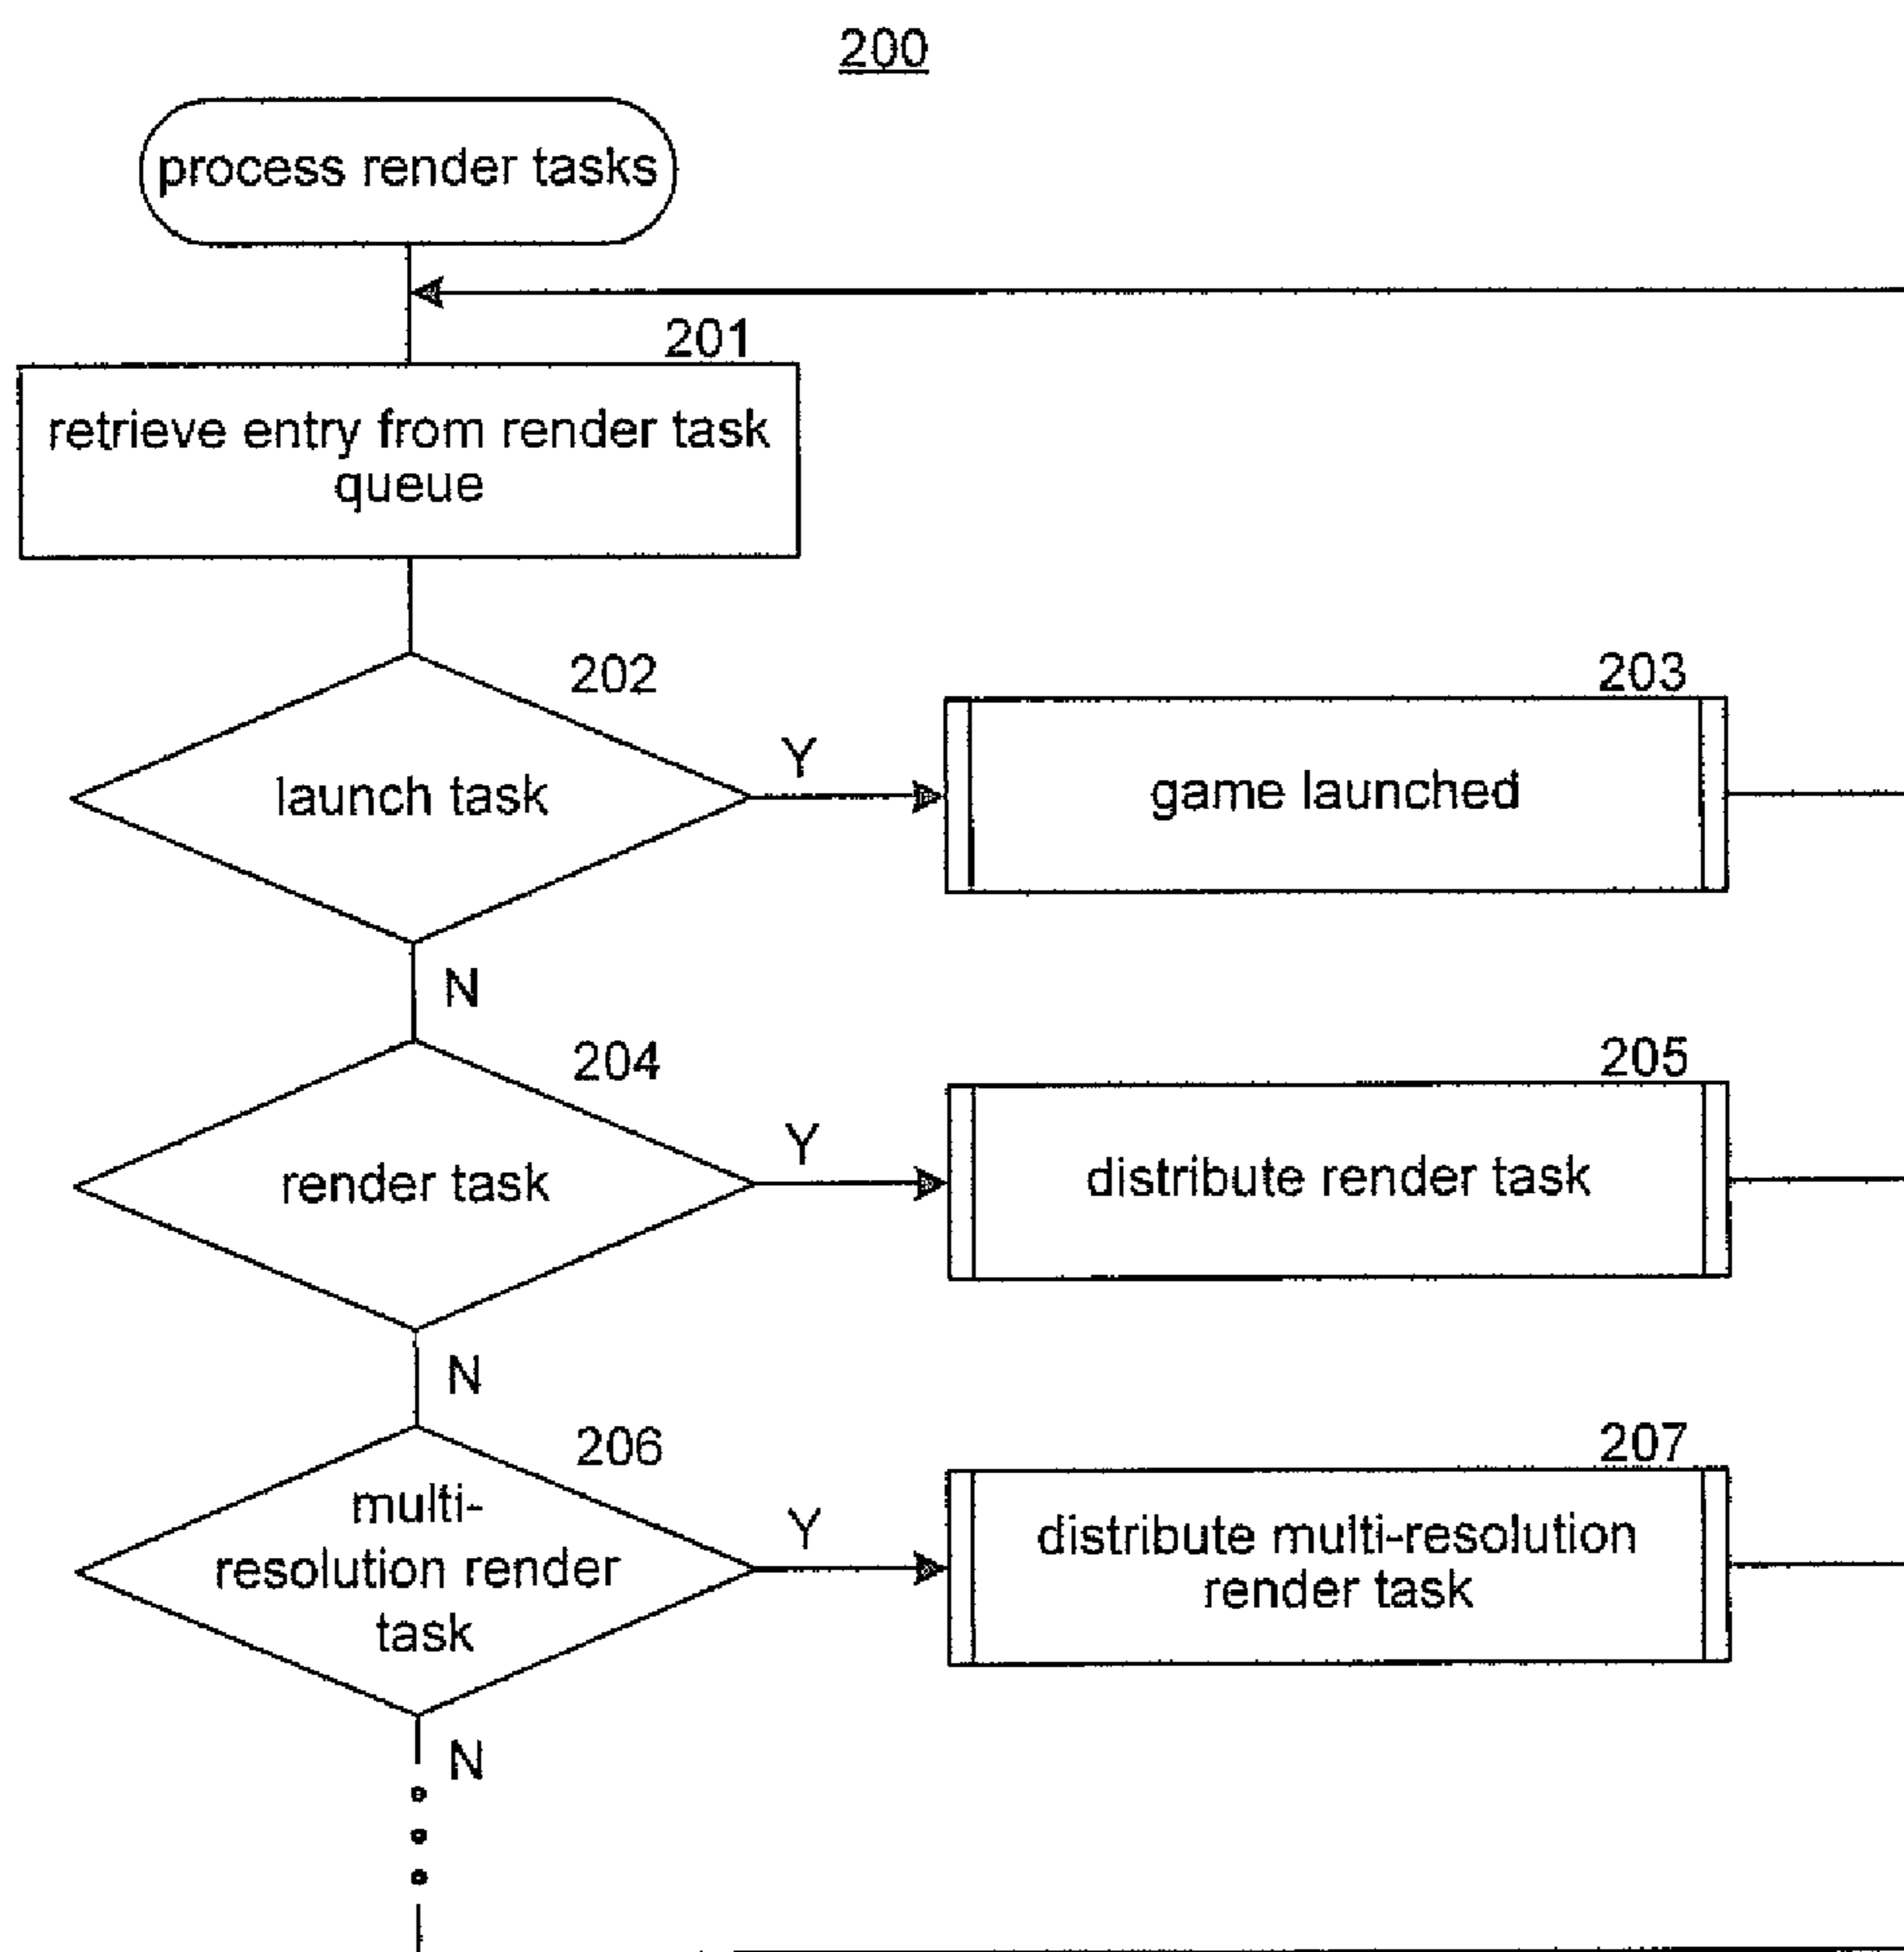 200
process render tasks
201
retrieve entry from render task
queue
202
launch task
Y
203
game launched
N
204
render task
Y
205
distribute render task
N
206
multi-
resolution render
task
Y
207
distribute multi-resolution
render task
N